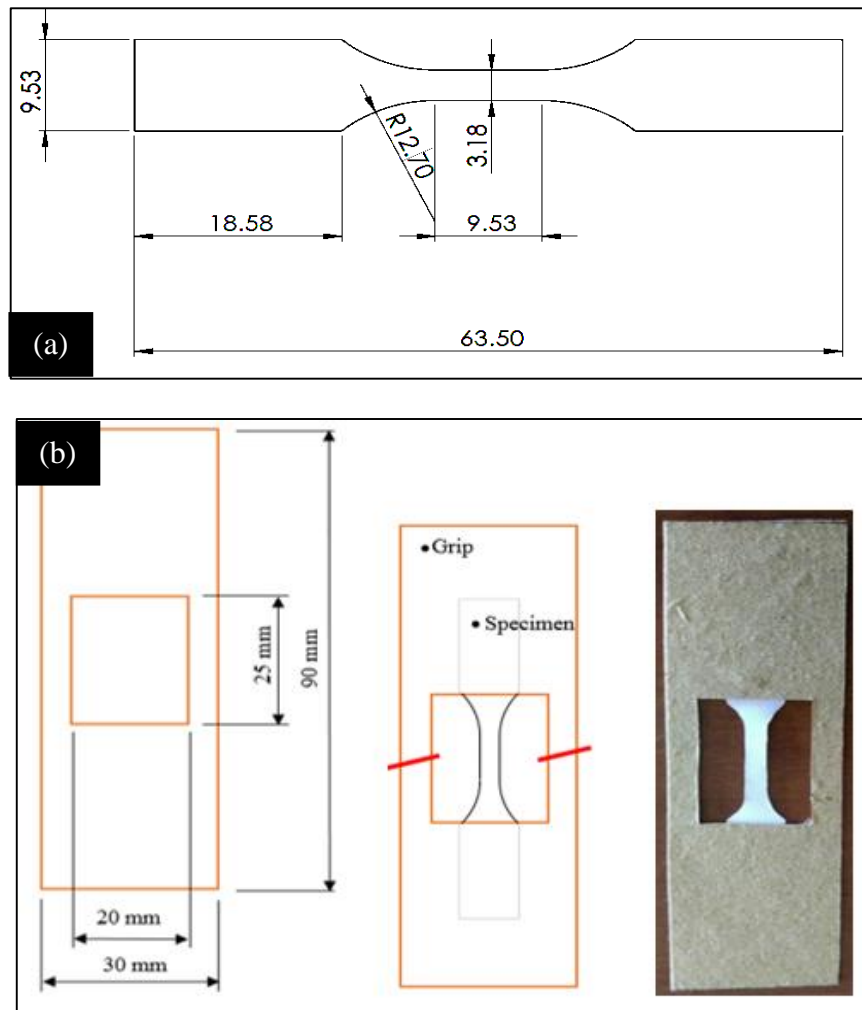 9.53
R12.70
3.18
18.58
9.53
63.50
(a)
(b)
Grip
Specimen
25 mm
90 mm
20 mm
30 mm